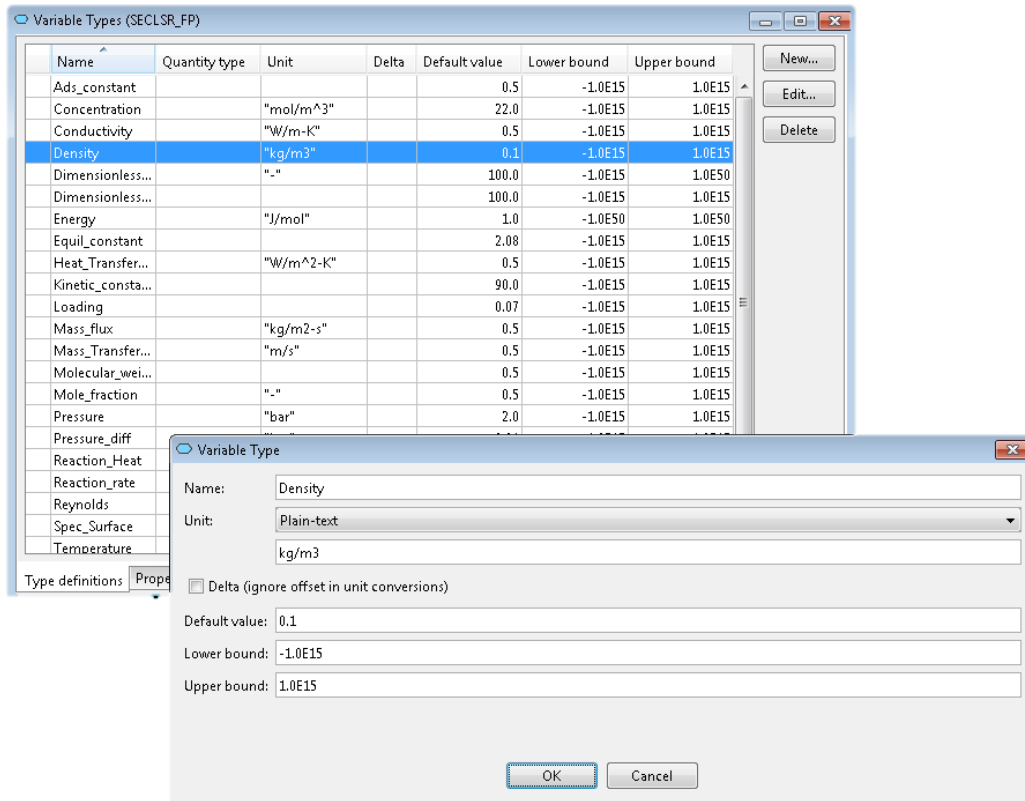 Variable Types (SECLSR_FP)
Name Quantity type Unit Delta Default value Lower bound Upper bound New...
Ads_constant 0.5 -1.0E15 1.0E15 Edit...
Concentration "mol/m^3" 22.0 -1.0E15 1.0E15
Conductivity "W/m-K" 0.5 -1.0E15 1.0E15 Delete
Density "kg/m3" 0.1 -1.0E15 1.0E15
Dimensionless... "-" 100.0 -1.0E15 1.0E50
Dimensionless... 100.0 -1.0E15 1.0E15
Energy "J/mol" 1.0 -1.0E50 1.0E50
Equil_constant 2.08 -1.0E15 1.0E15
Heat_Transfer... "W/m^2-K" 0.5 -1.0E15 1.0E15
Kinetic_consta... 90.0 -1.0E15 1.0E15
Loading 0.07 -1.0E15 1.0E15
Mass_flux "kg/m2-s" 0.5 -1.0E15 1.0E15
Mass_Transfer... "m/s" 0.5 -1.0E15 1.0E15
Molecular_wei... 0.5 -1.0E15 1.0E15
Mole_fraction "-" 0.5 -1.0E15 1.0E15
Pressure "bar" 2.0 -1.0E15 1.0E15
Pressure_diff
Reaction_Heat
Reaction_rate
Reynolds
Spec_Surface
Temperature
Type definitions Prope
Variable Type
Name: Density
Unit: Plain-text
kg/m3
Delta (ignore offset in unit conversions)
Default value: 0.1
Lower bound: -1.0E15
Upper bound: 1.0E15
OK Cancel